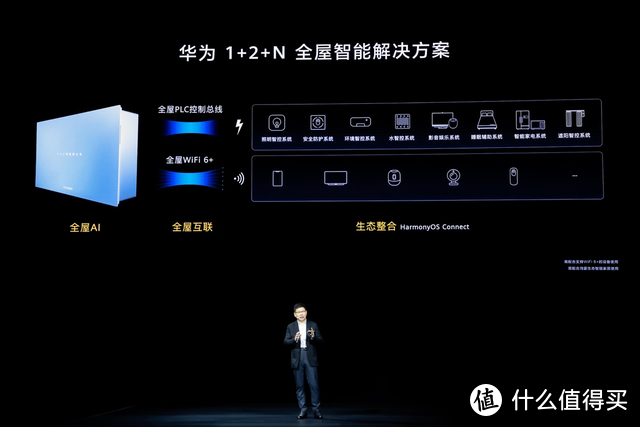 华为 1+2+N 全屋智能解决方案
全屋PLC控制总线
照明智控系统 安全防护系统 环境智控系统 水智控系统 影音娱乐系统 睡眠辅助系统 智能家电系统 遮阳智控系统
全屋WiFi 6+
...
全屋AI 全屋互联 生态整合 HarmonyOS Connect
值 什么值得买